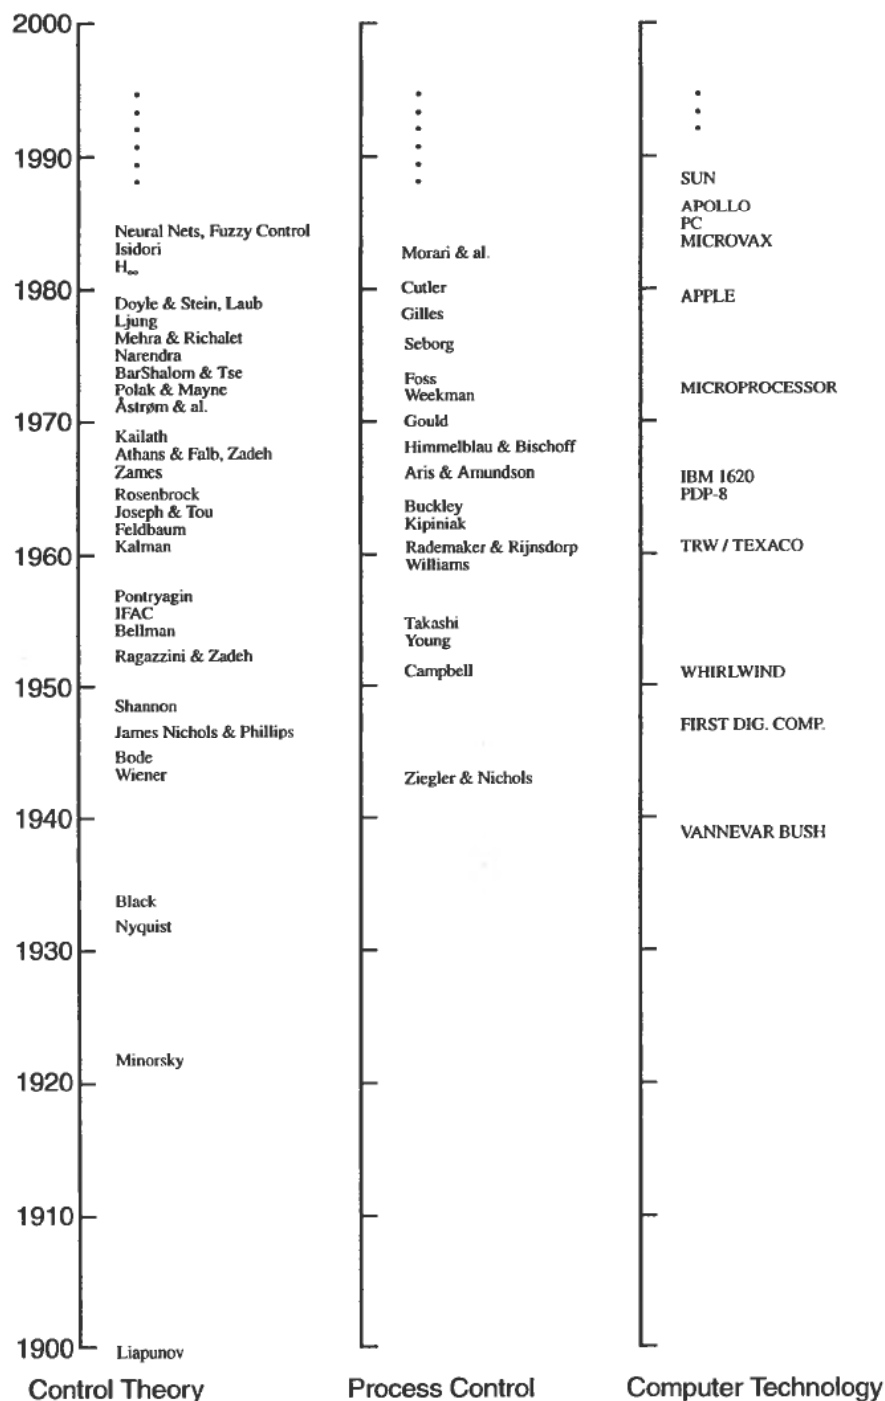 2000
1990
1980
1970
1960
1950
1940
1930
1920
1910
1900
Neural Nets, Fuzzy Control
Isidori
H∞
Doyle & Stein, Laub
Ljung
Mehra & Richalet
Narendra
BarShalom & Tse
Polak & Mayne
Åstrøm & al.
Kailath
Athans & Falb, Zadeh
Zames
Rosenbrock
Joseph & Tou
Feldbaum
Kalman
Pontryagin
IFAC
Bellman
Ragazzini & Zadeh
Shannon
James Nichols & Phillips
Bode
Wiener
Black
Nyquist
Minorsky
Liapunov
Control Theory
Morari & al.
Cutler
Gilles
Seborg
Foss
Weekman
Gould
Himmelblau & Bischoff
Aris & Amundson
Buckley
Kipiniak
Rademaker & Rijnsdorp
Williams
Takashi
Young
Campbell
Ziegler & Nichols
Process Control
SUN
APOLLO
PC
MICROVAX
APPLE
MICROPROCESSOR
IBM 1620
PDP-8
TRW / TEXACO
WHIRLWIND
FIRST DIG. COMP.
VANNEVAR BUSH
Computer Technology